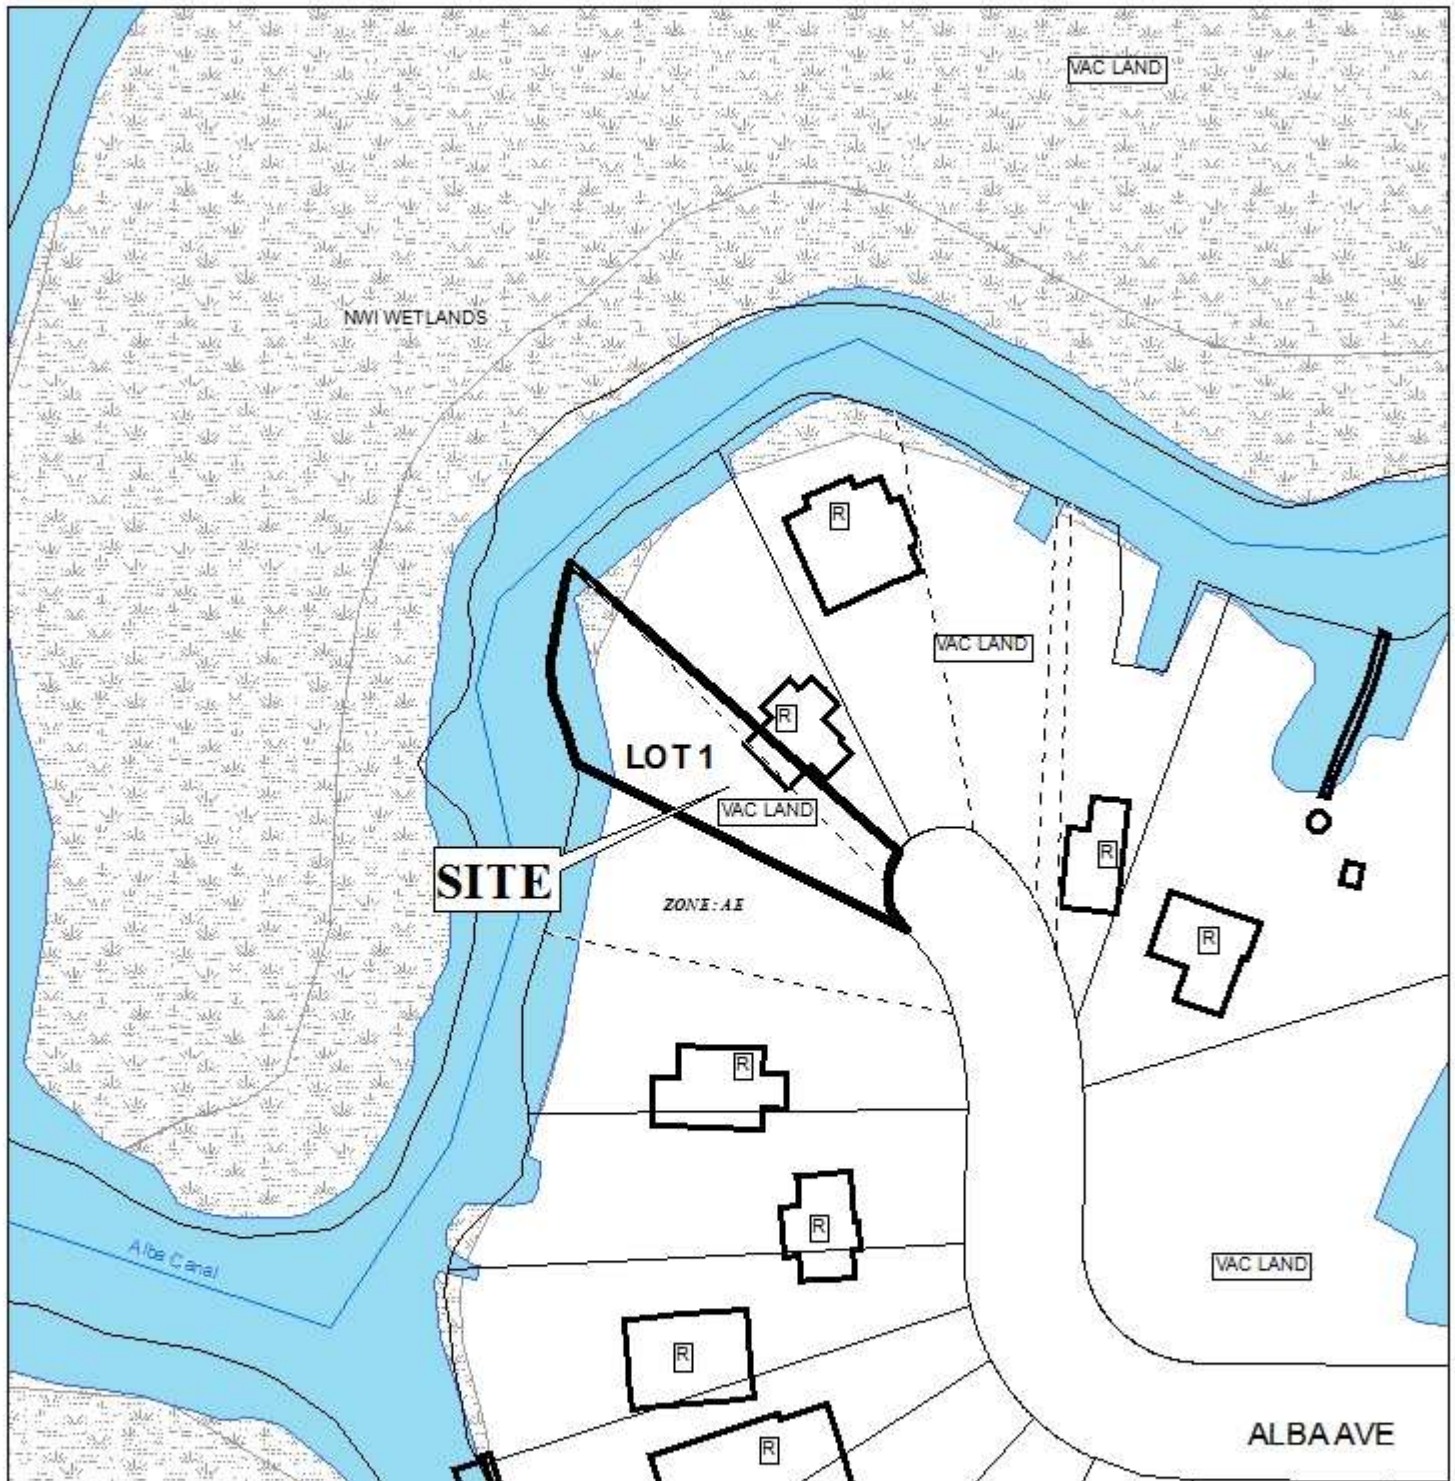 VAC LAND
NWI WETLANDS
R
VAC LAND
R
LOT 1
VAC LAND
R
SITE
ZONE: AE
R
R
R
Alba Canal
VAC LAND
R
ALBA AVE
R